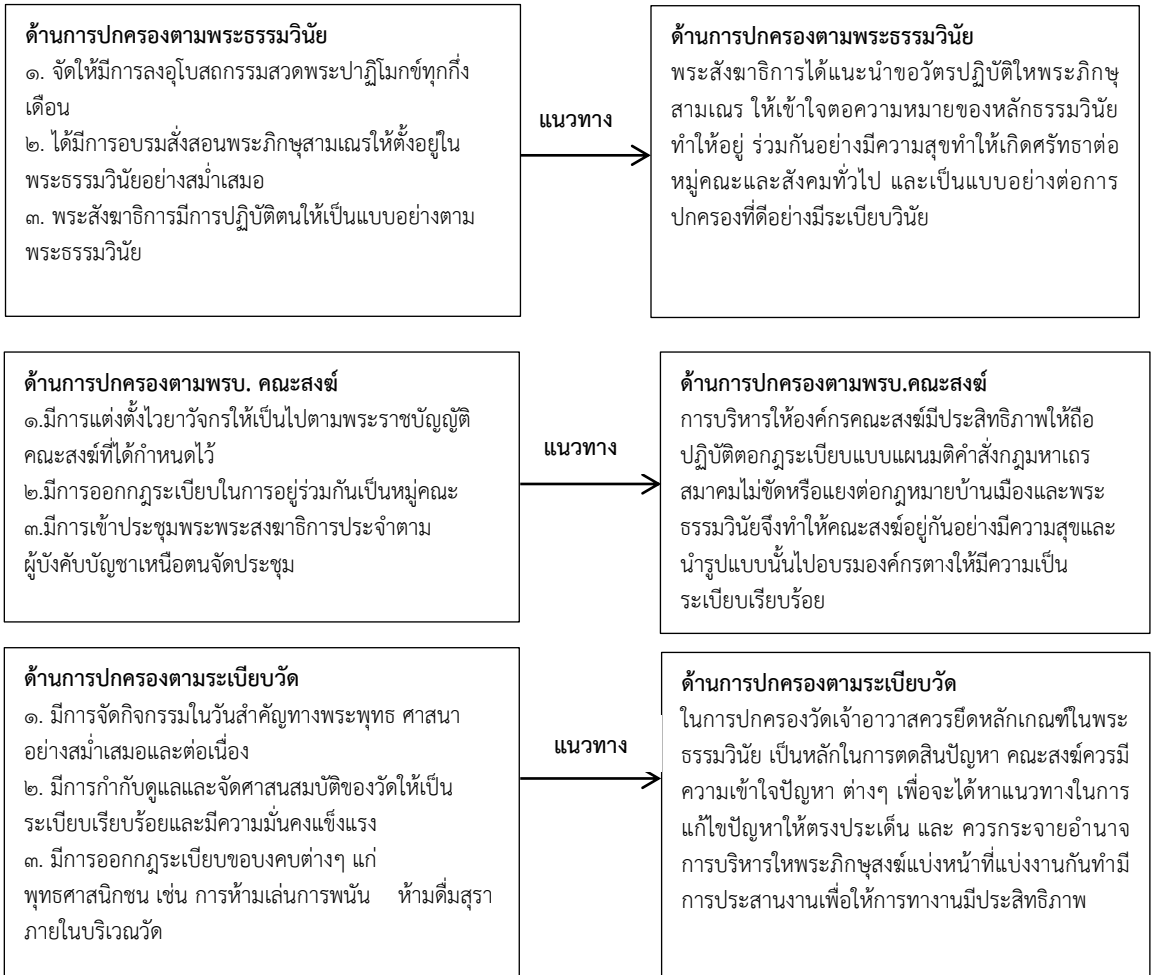 ด้านการปกครองตามพระธรรมวินัย
๑. จัดให้มีการลงอุโบสถกรรมสวดพระปาฏิโมกข์ทุกกึ่ง
เดือน
๒. ได้มีการอบรมสั่งสอนพระภิกษุสามเณรให้ตั้งอยู่ใน
พระธรรมวินัยอย่างสม่ำเสมอ
๓. พระสังฆาธิการมีการปฏิบัติตนให้เป็นแบบอย่างตาม
พระธรรมวินัย
แนวทาง
ด้านการปกครองตามพระธรรมวินัย
พระสังฆาธิการได้แนะนำขอวัตรปฏิบัติใหพระภิกษุ
สามเณร ให้เข้าใจตอความหมายของหลักธรรมวินัย
ทำให้อยู่ ร่วมกันอย่างมีความสุขทำให้เกิดศรัทธาต่อ
หมู่คณะและสังคมทั่วไป และเป็นแบบอย่างต่อการ
ปกครองที่ดีอย่างมีระเบียบวินัย
ด้านการปกครองตามพรบ. คณะสงฆ์
๑.มีการแต่งตั้งไวยาวัจกรให้เป็นไปตามพระราชบัญญัติ
คณะสงฆ์ที่ได้กำหนดไว้
๒.มีการออกกฎระเบียบในการอยู่ร่วมกันเป็นหมู่คณะ
๓.มีการเข้าประชุมพระพระสงฆาธิการประจำตาม
ผู้บังคับบัญชาเหนือตนจัดประชุม
แนวทาง
ด้านการปกครองตามพรบ.คณะสงฆ์
การบริหารให้องค์กรคณะสงฆ์มีประสิทธิภาพให้ถือ
ปฏิบัติตอกฎระเบียบแบบแผนมติคำสั่งกฎมหาเถร
สมาคมไม่ขัดหรือแยงต่อกฎหมายบ้านเมืองและพระ
ธรรมวินัยจึงทำให้คณะสงฆ์อยู่กันอย่างมีความสุขและ
นำรูปแบบนั้นไปอบรมองค์กรตางให้มีความเป็น
ระเบียบเรียบร้อย
ด้านการปกครองตามระเบียบวัด
๑. มีการจัดกิจกรรมในวันสำคัญทางพระพุทธ ศาสนา
อย่างสม่ำเสมอและต่อเนื่อง
๒. มีการกำกับดูแลและจัดศาสนสมบัติของวัดให้เป็น
ระเบียบเรียบร้อยและมีความมั่นคงแข็งแรง
๓. มีการออกกฎระเบียบขอบงคบต่างๆ แก่
พุทธศาสนิกชน เช่น การห้ามเล่นการพนัน ห้ามดื่มสุรา
ภายในบริเวณวัด
แนวทาง
ด้านการปกครองตามระเบียบวัด
ในการปกครองวัดเจ้าอาวาสควรยึดหลักเกณฑ์ในพระ
ธรรมวินัย เป็นหลักในการตดสินปัญหา คณะสงฆ์ควรมี
ความเข้าใจปัญหา ต่างๆ เพื่อจะได้หาแนวทางในการ
แก้ไขปัญหาให้ตรงประเด็น และ ควรกระจายอำนาจ
การบริหารใหพระภิกษุสงฆ์แบ่งหน้าที่แบ่งงานกันทำมี
การประสานงานเพื่อให้การทางานมีประสิทธิภาพ